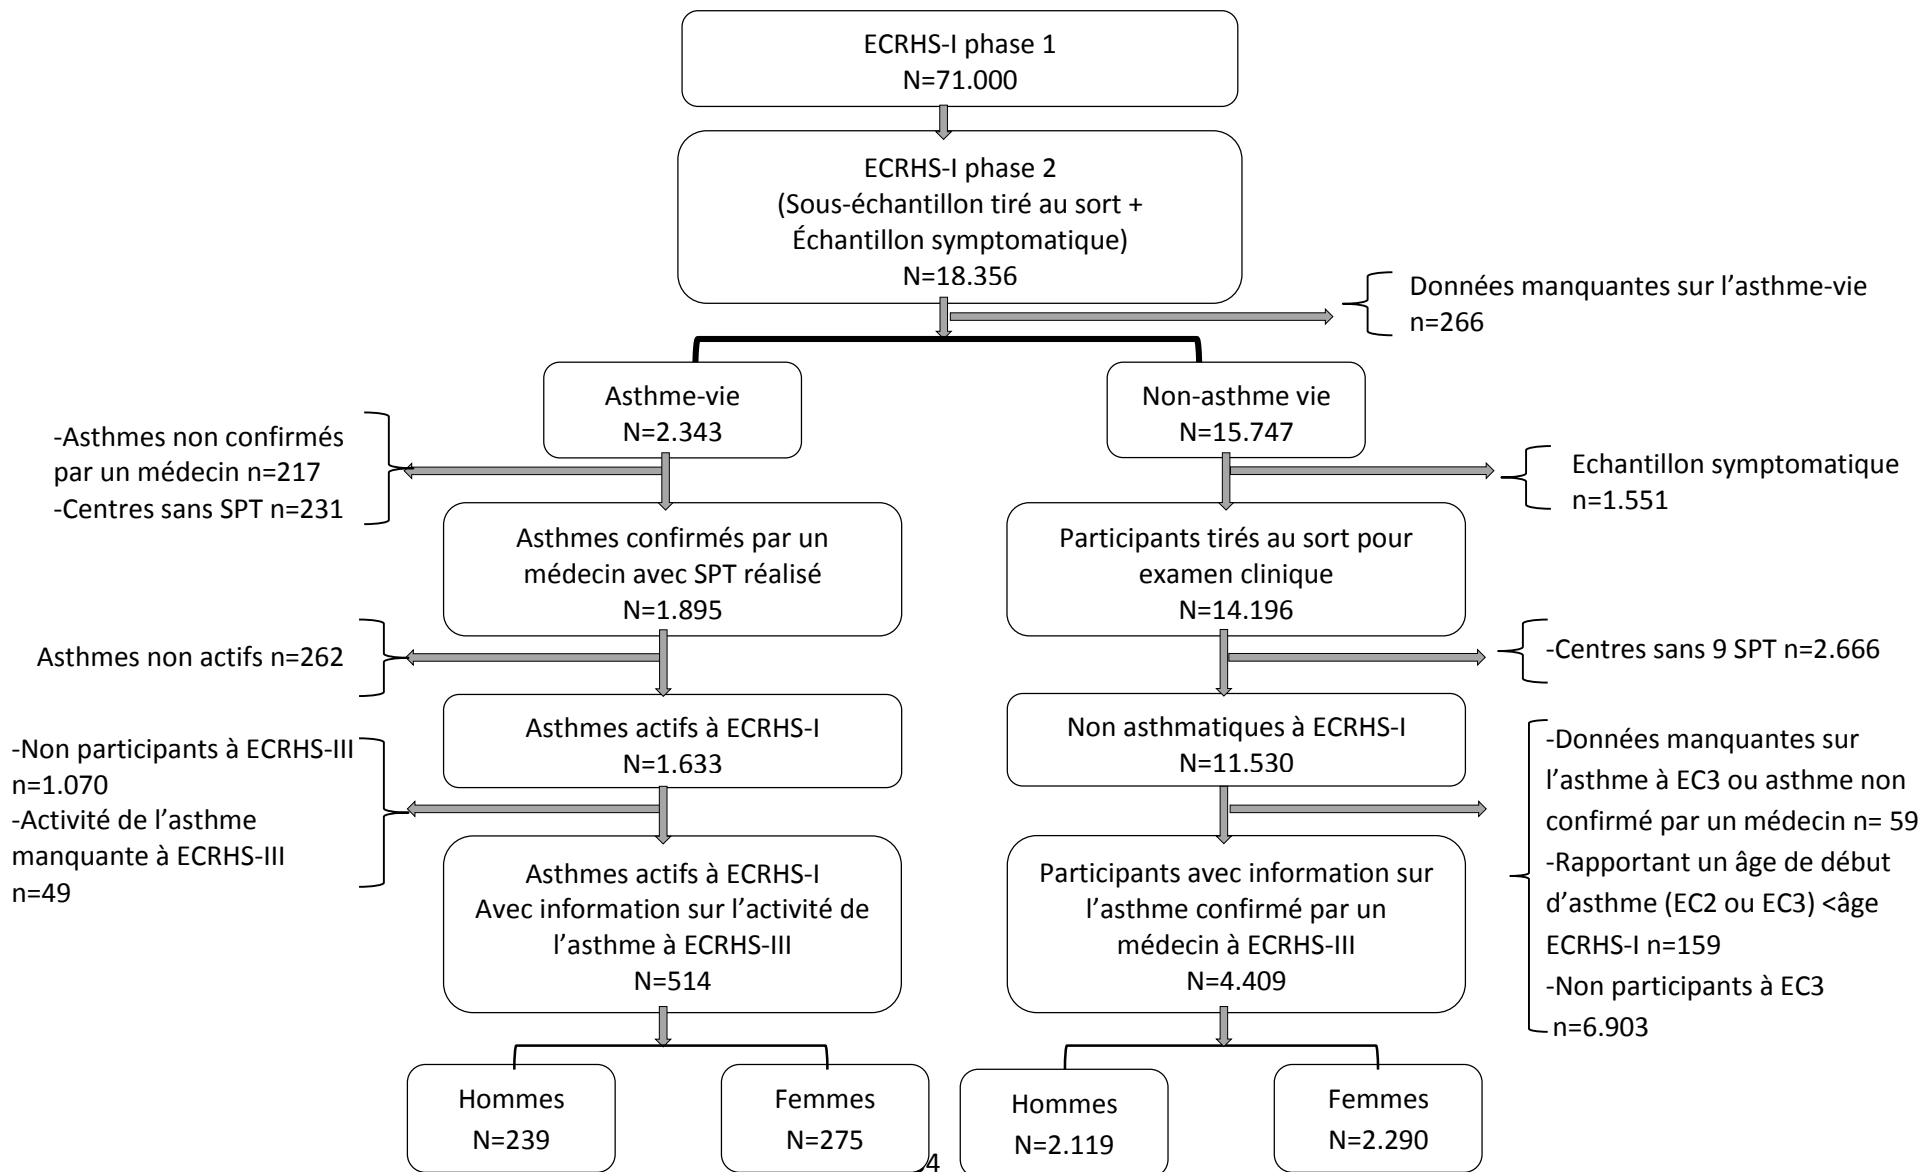 ECRHS-I phase 1
N=71.000
ECRHS-I phase 2
(Sous-échantillon tiré au sort +
Échantillon symptomatique)
N=18.356
Données manquantes sur l’asthme-vie
n=266
Asthme-vie
N=2.343
Non-asthme vie
N=15.747
-Asthmes non confirmés
par un médecin n=217
-Centres sans SPT n=231
Echantillon symptomatique
n=1.551
Asthmes confirmés par un
médecin avec SPT réalisé
N=1.895
Participants tirés au sort pour
examen clinique
N=14.196
Asthmes non actifs n=262
-Centres sans 9 SPT n=2.666
Asthmes actifs à ECRHS-I
N=1.633
Non asthmatiques à ECRHS-I
N=11.530
-Non participants à ECRHS-III
n=1.070
-Activité de l’asthme
manquante à ECRHS-III
n=49
-Données manquantes sur
l’asthme à EC3 ou asthme non
confirmé par un médecin n= 59
-Rapportant un âge de début
d’asthme (EC2 ou EC3) <âge
ECRHS-I n=159
-Non participants à EC3
n=6.903
Asthmes actifs à ECRHS-I
Avec information sur l’activité de
l’asthme à ECRHS-III
N=514
Participants avec information sur
l’asthme confirmé par un
médecin à ECRHS-III
N=4.409
Hommes
N=239
Femmes
N=275
Hommes
N=2.119
Femmes
N=2.290